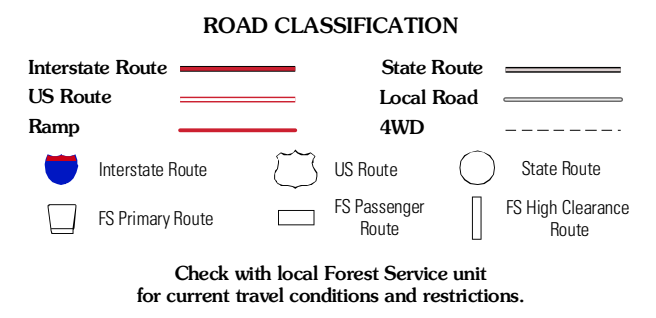 ROAD CLASSIFICATION
Interstate Route
State Route
US Route
Local Road
Ramp
4WD
Interstate Route
US Route
State Route
FS Primary Route
FS Passenger
Route
FS High Clearance
Route
Check with local Forest Service unit
for current travel conditions and restrictions.